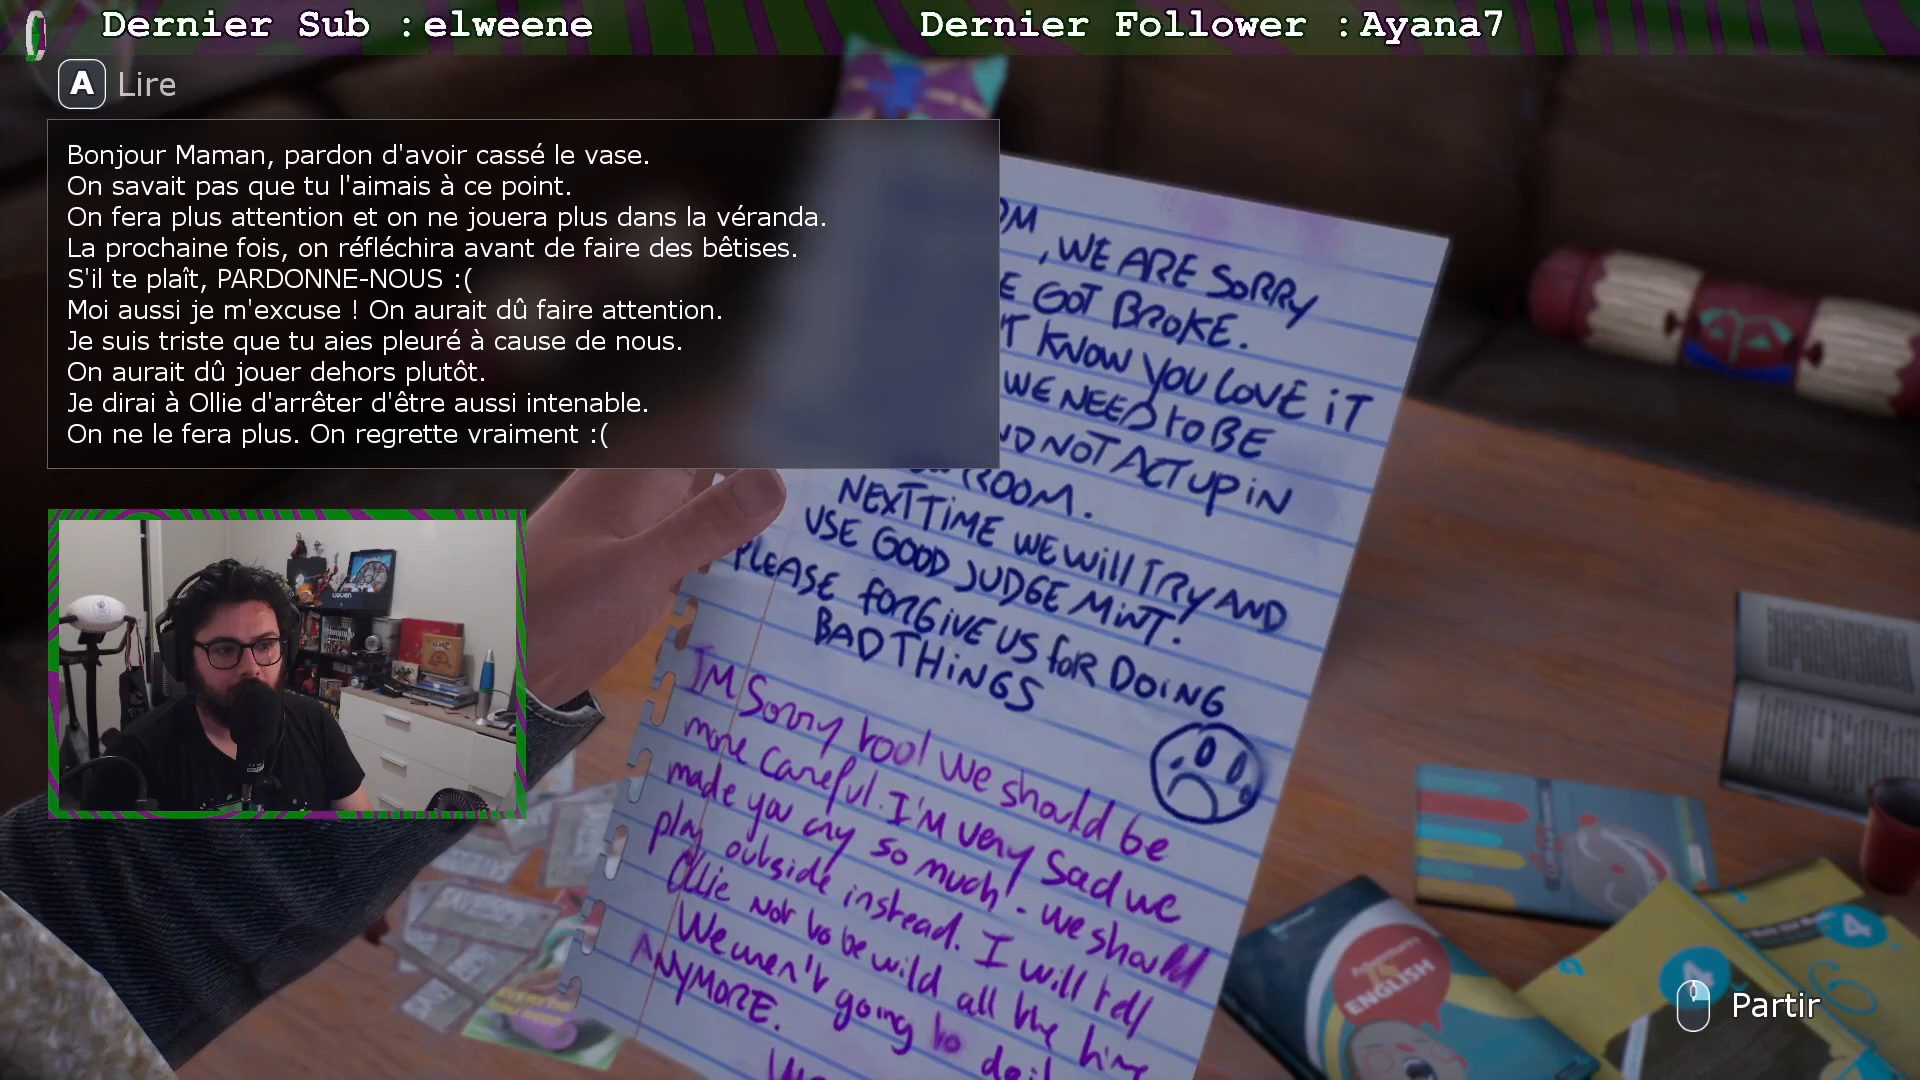 Dernier Sub : elweene
Dernier Follower : Ayana7
A Lire
Bonjour Maman, pardon d'avoir cassé le vase.
On savait pas que tu l'aimais à ce point.
On fera plus attention et on ne jouera plus dans la véranda.
La prochaine fois, on réfléchira avant de faire des bêtises.
S'il te plaît, PARDONNE-NOUS :(
Moi aussi je m'excuse ! On aurait dû faire attention.
Je suis triste que tu aies pleuré à cause de nous.
On aurait dû jouer dehors plutôt.
Je dirai à Ollie d'arrêter d'être aussi intenable.
On ne le fera plus. On regrette vraiment :(
, WE ARE SORRY
GOT BROKE.
KNOW YOU LOVE iT
WE NEED to BE
NOT ACT UP iN
ROOM.
NEXT TiME WE Will TRY AND
USE GOOD JUDGE MiNT.
PLEASE FORGiVE US foR DOiNG
BAD THiNGS
I'M Sorry too! We should be
more careful. I'M very Sad we
made you cry so much! - We should
play outside instead. I will tell
Ollie Not to be wild all the time
We weren't going to do it
ANYMORE.
ENGLISH
4
Partir